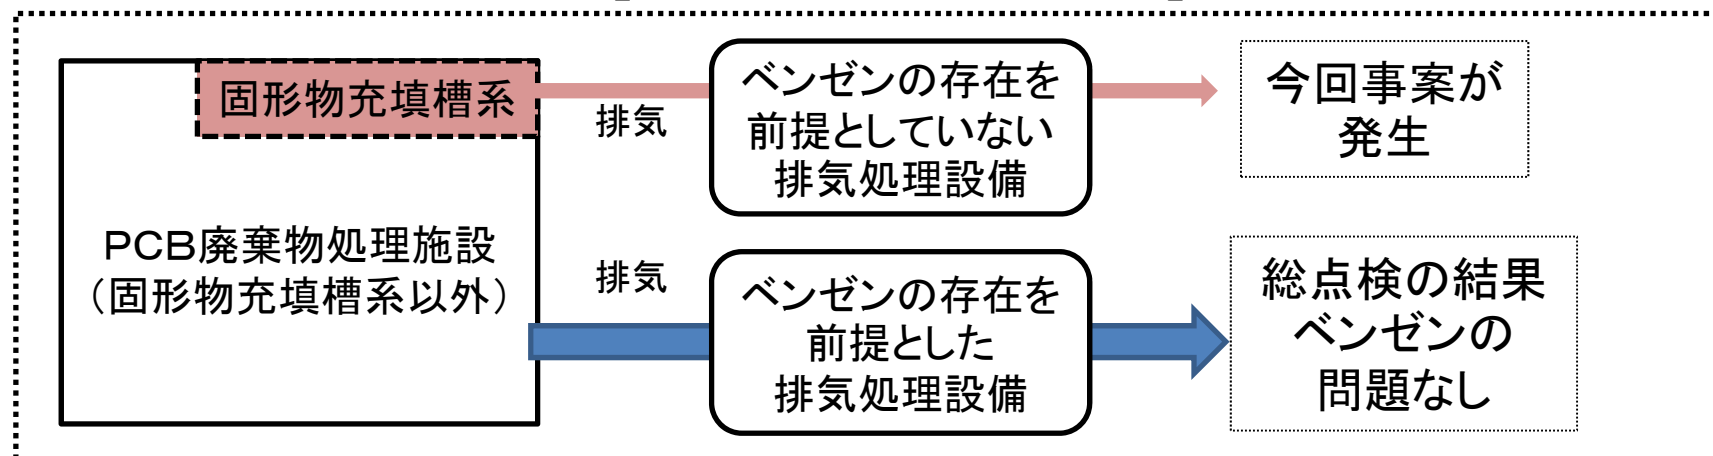 固形物充填槽系
排気
ベンゼンの存在を
前提としていない
排気処理設備
今回事案が
発生
PCB廃棄物処理施設
（固形物充填槽系以外）
排気
ベンゼンの存在を
前提とした
排気処理設備
総点検の結果
ベンゼンの
問題なし